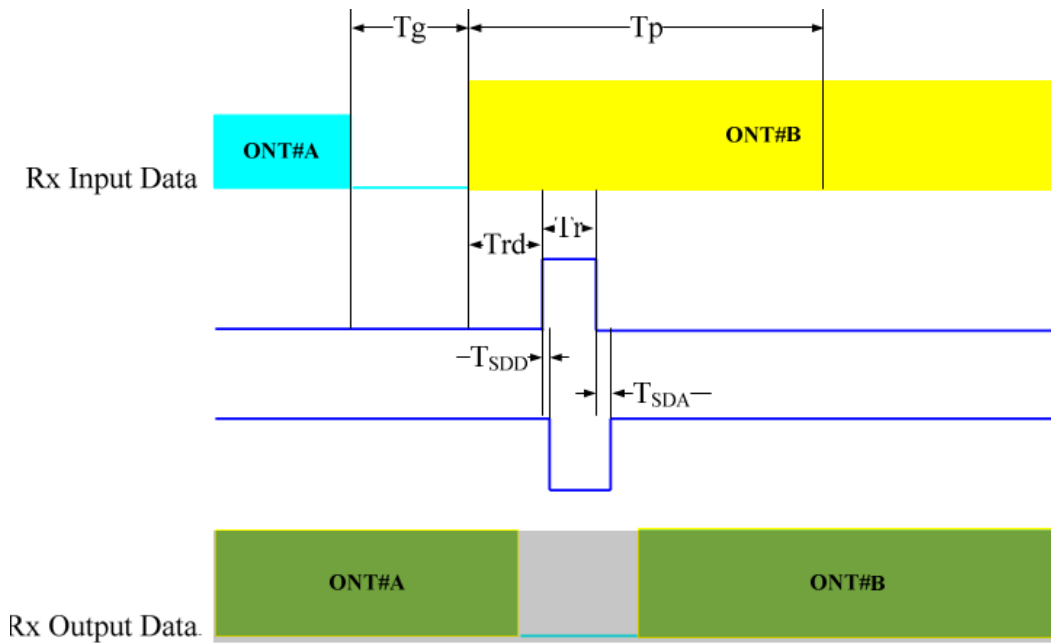 Tg
Tp
ONT#A
ONT#B
Rx Input Data
Trd
Tr
TSDD
TSDA
ONT#A
ONT#B
Rx Output Data.